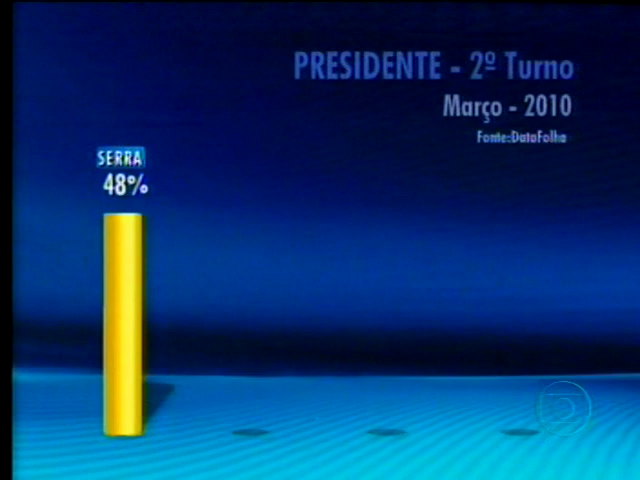 PRESIDENTE - 2º Turno
Março - 2010
Fonte:DataFolha
SERRA
48%